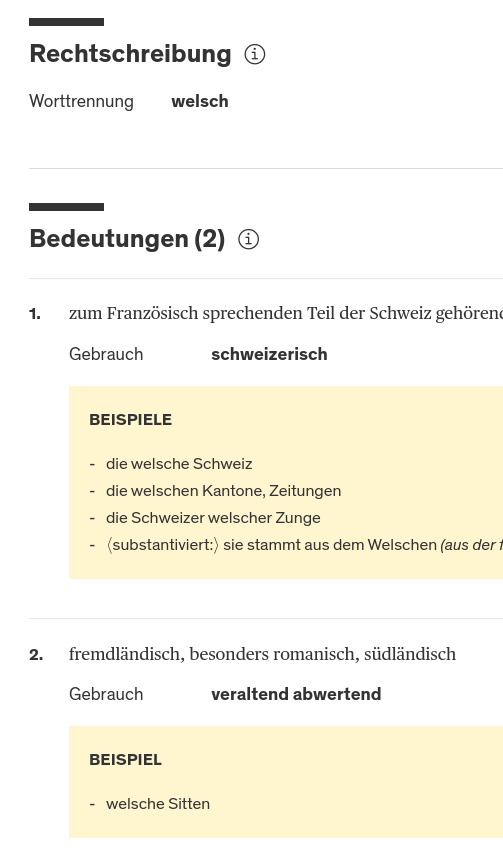 Rechtschreibung
Worttrennung welsch
Bedeutungen (2)
1. zum Französisch sprechenden Teil der Schweiz gehörend
Gebrauch schweizerisch
BEISPIELE
- die welsche Schweiz
- die welschen Kantone, Zeitungen
- die Schweizer welscher Zunge
- ⟨substantiviert:⟩ sie stammt aus dem Welschen (aus der
2. fremdländisch, besonders romanisch, südländisch
Gebrauch veraltend abwertend
BEISPIEL
- welsche Sitten